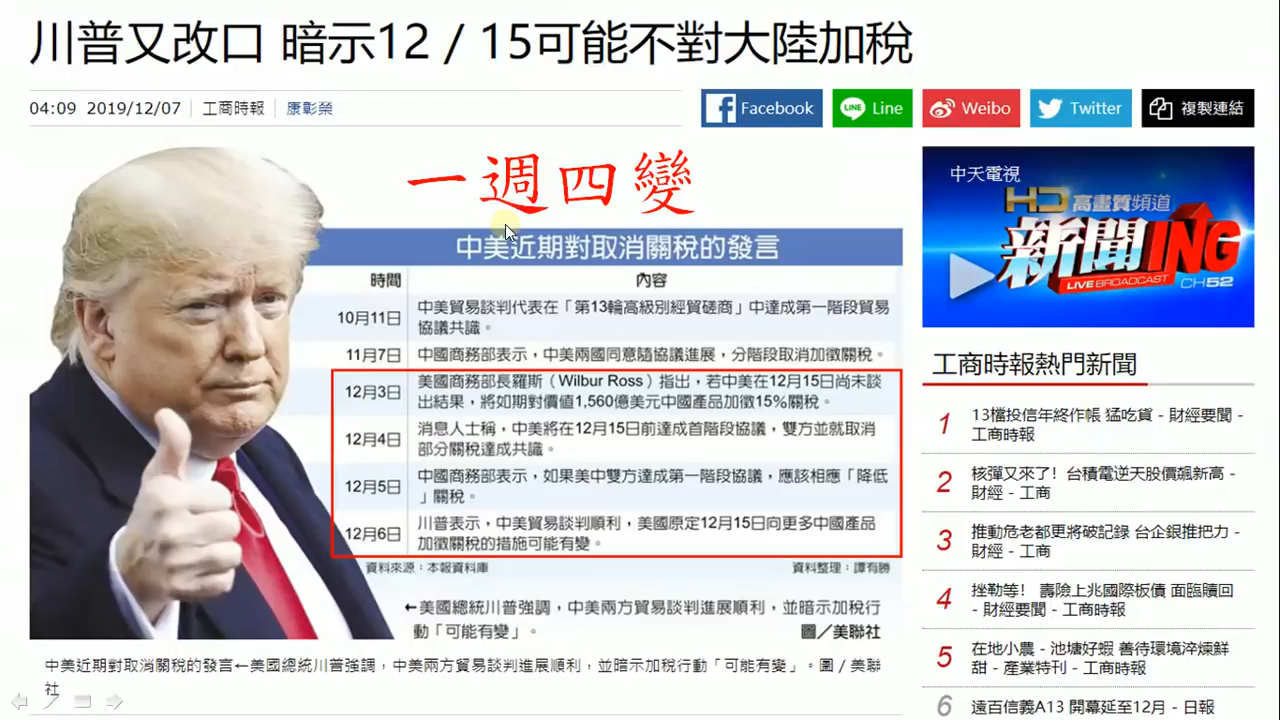 川普又改口 暗示12／15可能不對大陸加稅
04:09 2019/12/07 | 工商時報 | 康彰榮
Facebook
Line
Weibo
Twitter
複製連結
一週四變
中美近期對取消關稅的發言
時間 內容
10月11日 中美貿易談判代表在「第13輪高級別經貿磋商」中達成第一階段貿易
協議共識。
11月7日 中國商務部表示，中美兩國同意隨協議進展，分階段取消加徵關稅。
12月3日 美國商務部長羅斯（Wilbur Ross）指出，若中美在12月15日尚未談
出結果，將如期對價值1,560億美元中國產品加徵15%關稅。
12月4日 消息人士稱，中美將在12月15日前達成首階段協議，雙方並就取消
部分關稅達成共識。
12月5日 中國商務部表示，如果美中雙方達成第一階段協議，應該相應「降低
」關稅。
12月6日 川普表示，中美貿易談判順利，美國原定12月15日向更多中國產品
加徵關稅的措施可能有變。
資料來源：本報資料庫 資料整理：譚有勝
←美國總統川普強調，中美兩方貿易談判進展順利，並暗示加稅行
動「可能有變」。 圖／美聯社
中美近期對取消關稅的發言←美國總統川普強調，中美兩方貿易談判進展順利，並暗示加稅行動「可能有變」。圖／美聯
社
中天電視
HD 高畫質頻道
新聞ING
LIVE BROADCAST CH52
工商時報熱門新聞
1 13檔投信年終作帳 猛吃貨 - 財經要聞 -
工商時報
2 核彈又來了！台積電逆天股價飆新高 -
財經 - 工商
3 推動危老都更將破記錄 台企銀推把力 -
財經 - 工商
4 挫勒等！ 壽險上兆國際板債 面臨贖回
- 財經要聞 - 工商時報
5 在地小農 - 池塘好蝦 善待環境淬煉鮮
甜 - 產業特刊 - 工商時報
6 遠百信義A13 開幕延至12月 - 日報